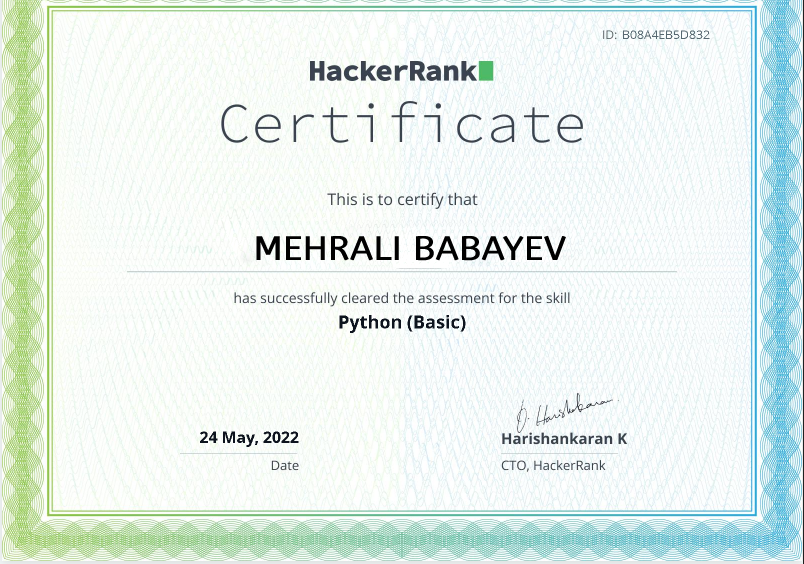 ID: B08A4EB5D832
HackerRank
Certificate
This is to certify that
MEHRALI BABAYEV
has successfully cleared the assessment for the skill
Python (Basic)
24 May, 2022
Date
Harishankaran K
CTO, HackerRank